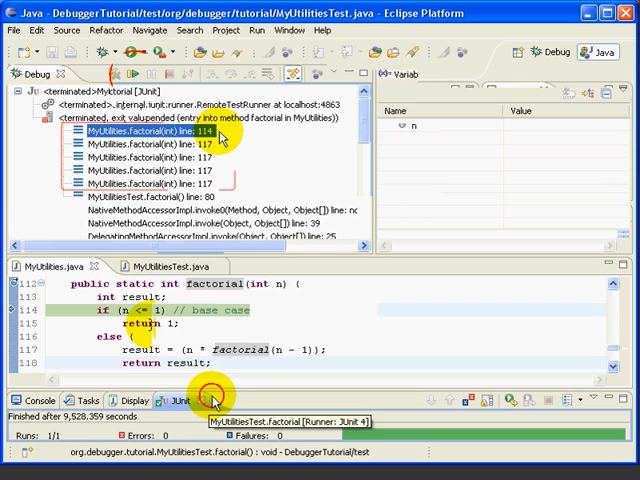 Java - DebuggerTutorial/test/org/debugger/tutorial/MyUtilitiesTest.java - Eclipse Platform
File Edit Source Refactor Navigate Search Project Run Window Help
Debug
Java
Debug
Variab
<terminated>Myktorial [JUnit]
<terminated>.internal.junit.runner.RemoteTestRunner at localhost:4863
<terminated, exit valupended (entry into method factorial in MyUtilities))
MyUtilities.factorial(int) line: 114
MyUtilities.factorial(int) line: 117
MyUtilities.factorial(int) line: 117
MyUtilities.factorial(int) line: 117
MyUtilities.factorial(int) line: 117
MyUtilitiesTest.factorial() line: 80
NativeMethodAccessorImpl.invoke0(Method, Object, Object[]) line: nc
NativeMethodAccessorImpl.invoke(Method, Object, Object[]) line: 39
DelegatingMethodAccessorImpl.invoke(Method, Object, Object[]) line: 25
Name Value
n
MyUtilities.java
MyUtilitiesTest.java
112 public static int factorial(int n) {
113 int result;
114 if (n <= 1) // base case
115 return 1;
else {
117 result = (n * factorial(n - 1));
118 return result;
Console Tasks Display JUnit
MyUtilitiesTest.factorial [Runner: JUnit 4]
Finished after 9,528.359 seconds
Runs: 1/1 Errors: 0 Failures: 0
org.debugger.tutorial.MyUtilitiesTest.factorial() : void - DebuggerTutorial/test